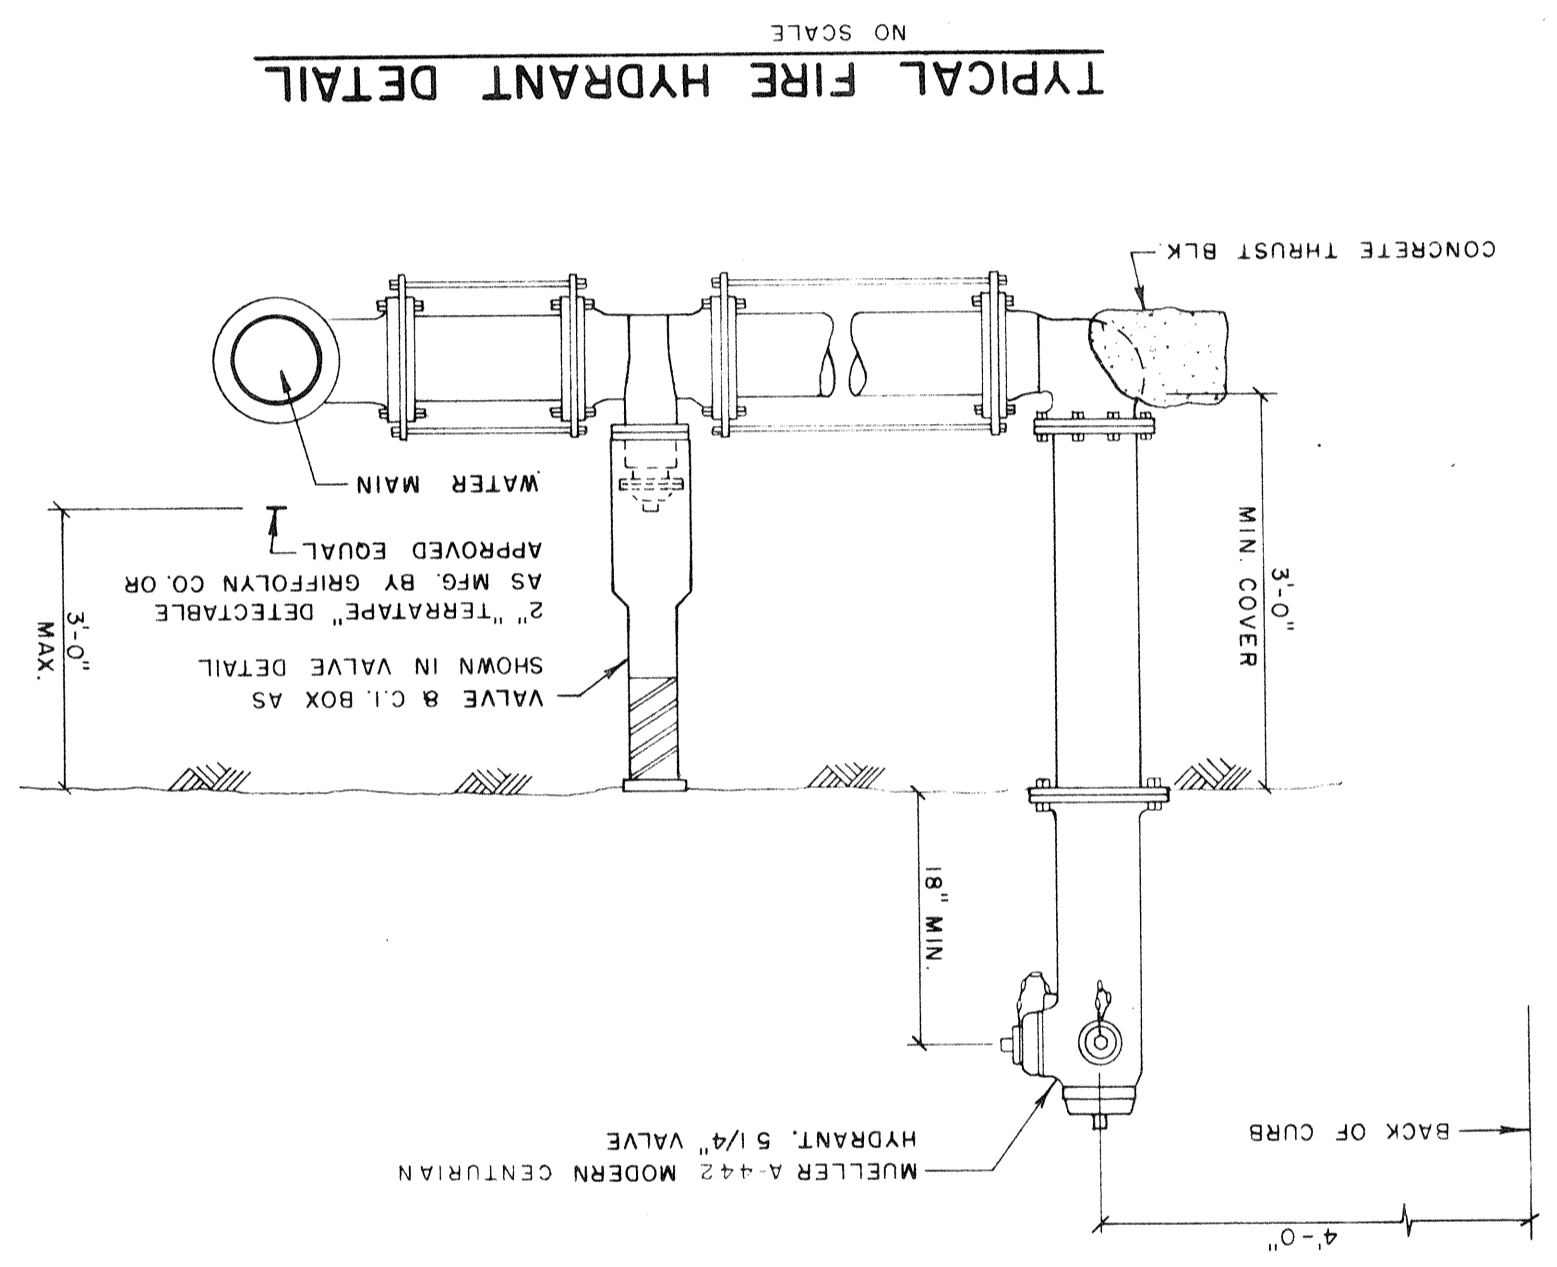 4'-0"
MUELLER A-442 MODERN CENTURIAN
HYDRANT. 5 1/4" VALVE
BACK OF CURB
18" MIN.
3'-0"
MIN. COVER
3'-0"
MAX.
VALVE & C.I. BOX AS
SHOWN IN VALVE DETAIL
2" "TERRATAPE" DETECTABLE
AS MFG. BY GRIFFOLYN CO. OR
APPROVED EQUAL
WATER MAIN
CONCRETE THRUST BLK.
TYPICAL FIRE HYDRANT DETAIL
NO SCALE